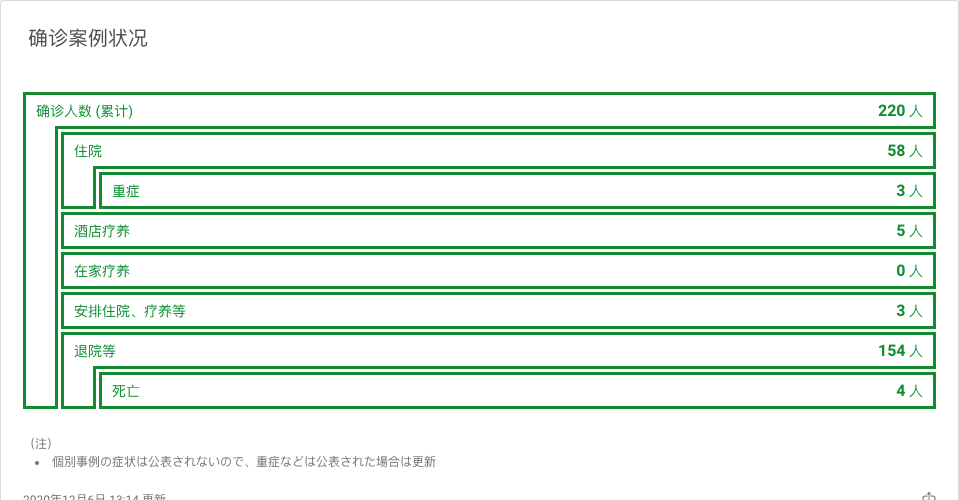 确诊案例状况
确诊人数 (累计) 220 人
住院 58 人
重症 3 人
酒店疗养 5 人
在家疗养 0 人
安排住院、疗养等 3 人
退院等 154 人
死亡 4 人
（注）
• 個別事例の症状は公表されないので、重症などは公表された場合は更新
2020年12月6日 13:14 更新